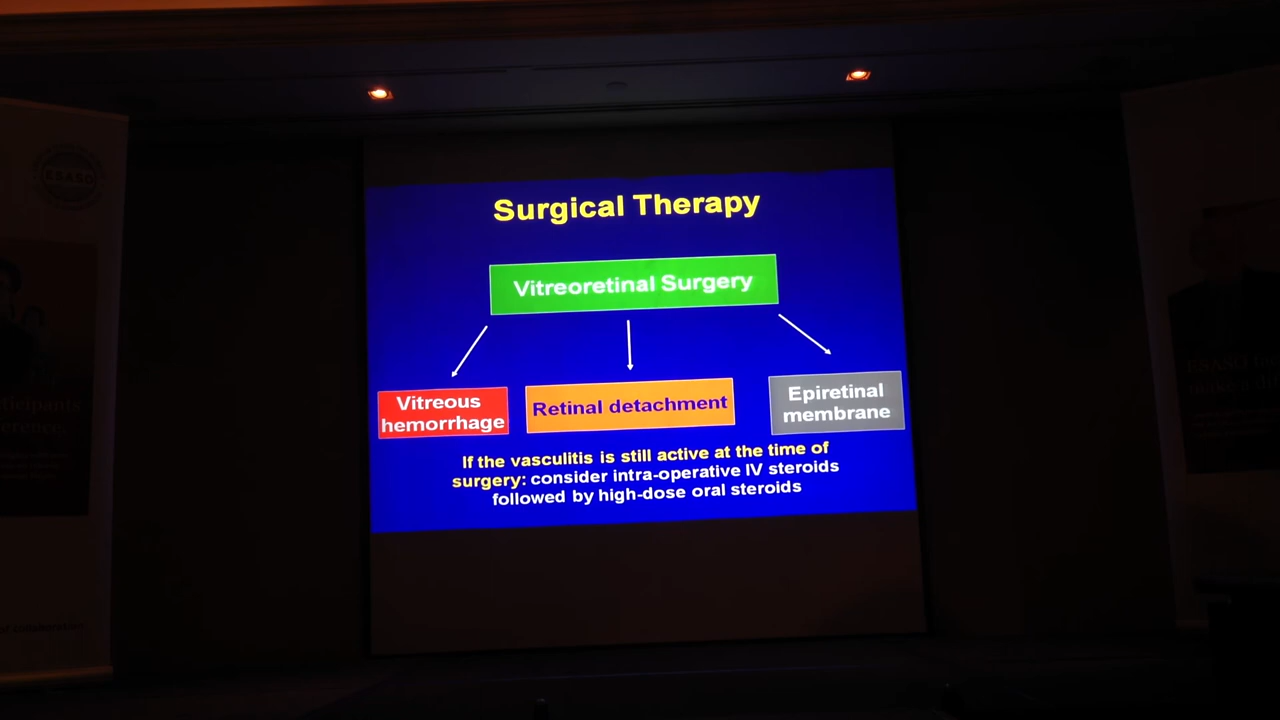 ESASO
Surgical Therapy
Vitreoretinal Surgery
Vitreous
hemorrhage
Retinal detachment
Epiretinal
membrane
If the vasculitis is still active at the time of
surgery: consider intra-operative IV steroids
followed by high-dose oral steroids